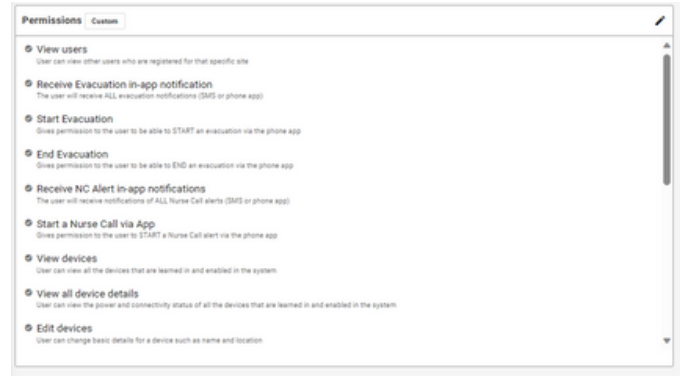 Permissions Custom
View users
User can view other users who are registered for that specific site
Receive Evacuation in-app notification
The user will receive ALL evacuation notifications (SMS or phone app)
Start Evacuation
Gives permission to the user to be able to START an evacuation via the phone app
End Evacuation
Gives permission to the user to be able to END an evacuation via the phone app
Receive NC Alert in-app notifications
The user will receive notifications of ALL Nurse Call alerts (SMS or phone app)
Start a Nurse Call via App
Gives permission to the user to START a Nurse Call alert via the phone app
View devices
User can view all the devices that are learned in and enabled in the system
View all device details
User can view the power and connectivity status of all the devices that are learned in and enabled in the system
Edit devices
User can change basic details for a device such as name and location